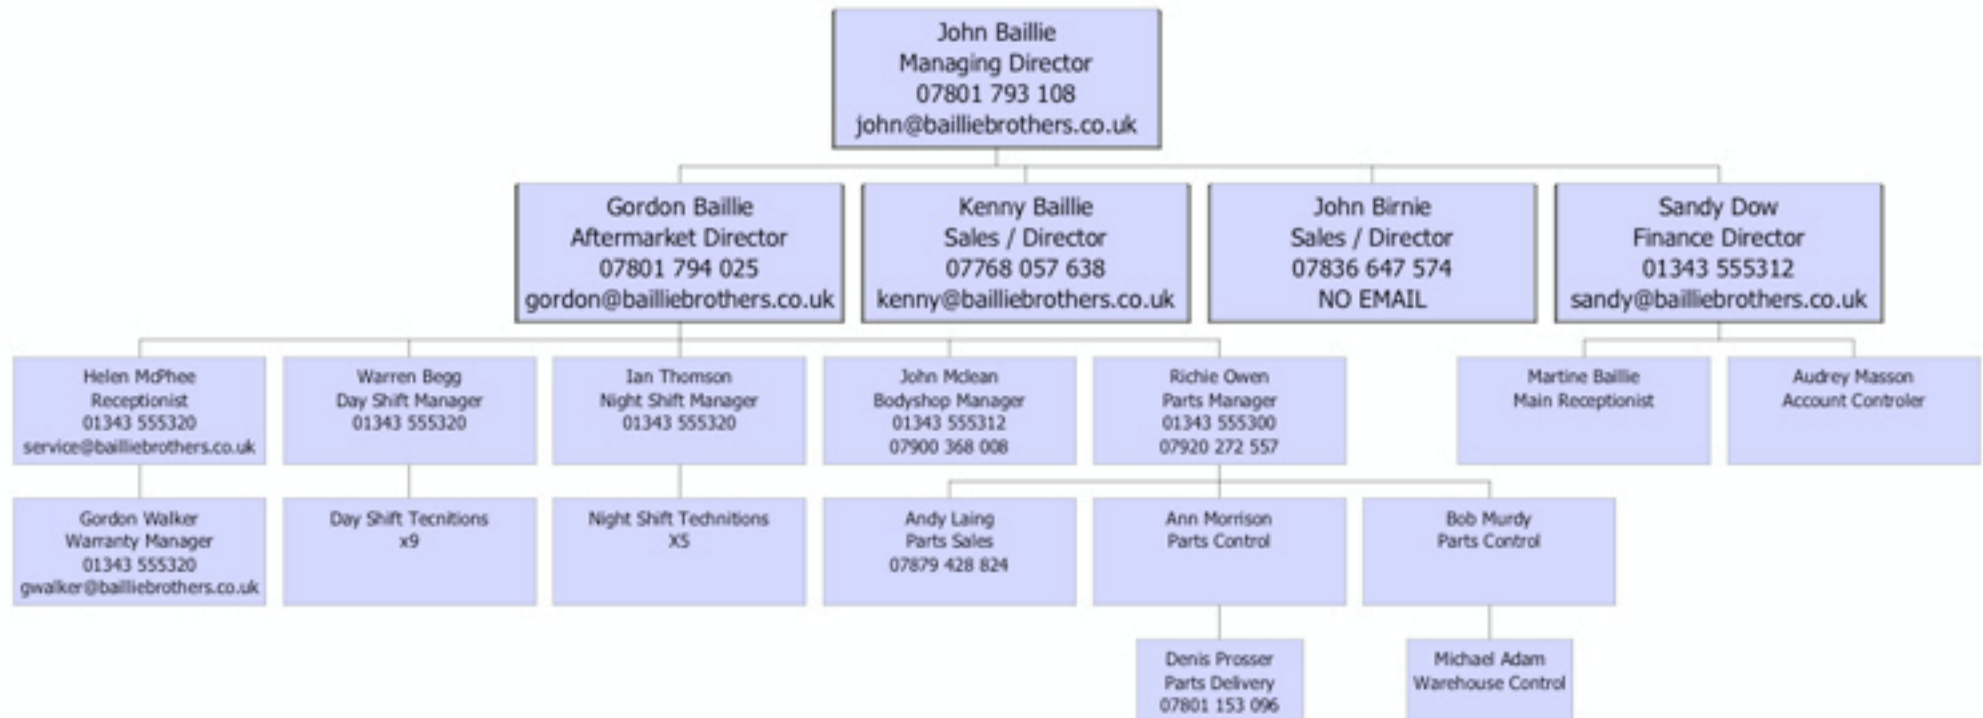 John Baillie
Managing Director
07801 793 108
john@bailliebrothers.co.uk
Gordon Baillie
Aftermarket Director
07801 794 025
gordon@bailliebrothers.co.uk
Kenny Baillie
Sales / Director
07768 057 638
kenny@bailliebrothers.co.uk
John Birnie
Sales / Director
07836 647 574
NO EMAIL
Sandy Dow
Finance Director
01343 555312
sandy@bailliebrothers.co.uk
Helen McPhee
Receptionist
01343 555320
service@bailliebrothers.co.uk
Warren Begg
Day Shift Manager
01343 555320
Ian Thomson
Night Shift Manager
01343 555320
John Mclean
Bodyshop Manager
01343 555312
07900 368 008
Richie Owen
Parts Manager
01343 555300
07920 272 557
Martine Baillie
Main Receptionist
Audrey Masson
Account Controler
Gordon Walker
Warranty Manager
01343 555320
gwalker@bailliebrothers.co.uk
Day Shift Tecnitions
x9
Night Shift Technitions
X5
Andy Laing
Parts Sales
07879 428 824
Ann Morrison
Parts Control
Bob Murdy
Parts Control
Denis Prosser
Parts Delivery
07801 153 096
Michael Adam
Warehouse Control